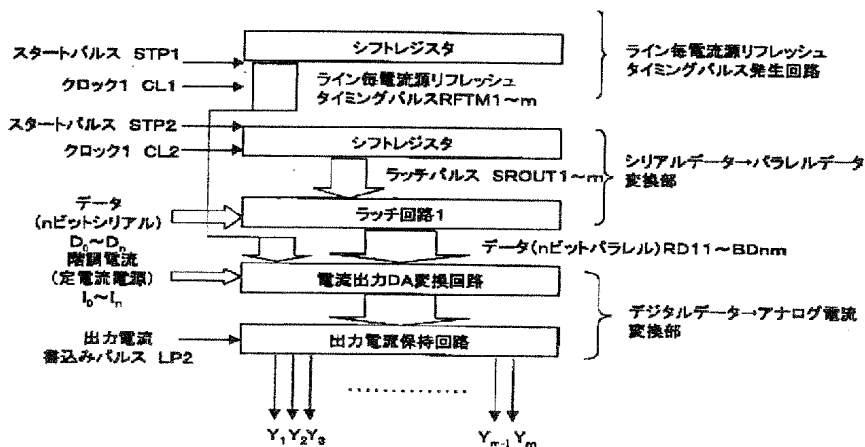 シフトレジスタ
スタートパルス STP1
クロック1 CL1
ライン毎電流源リフレッシュ
タイミングパルスRFTM1～m
ライン毎電流源リフレッシュ
タイミングパルス発生回路
スタートパルス STP2
クロック1 CL2
シフトレジスタ
ラッチパルス SROUT1～m
シリアルデータ→パラレルデータ
変換部
データ
(nビットシリアル)
D₀～Dₙ
ラッチ回路1
データ(nビットパラレル)RD11～BDnm
階調電流
(定電流電源)
I₀～Iₙ
電流出力DA変換回路
デジタルデータ→アナログ電流
変換部
出力電流
書込みパルス LP2
出力電流保持回路
Y₁ Y₂ Y₃
Yₘ₋₁ Yₘ